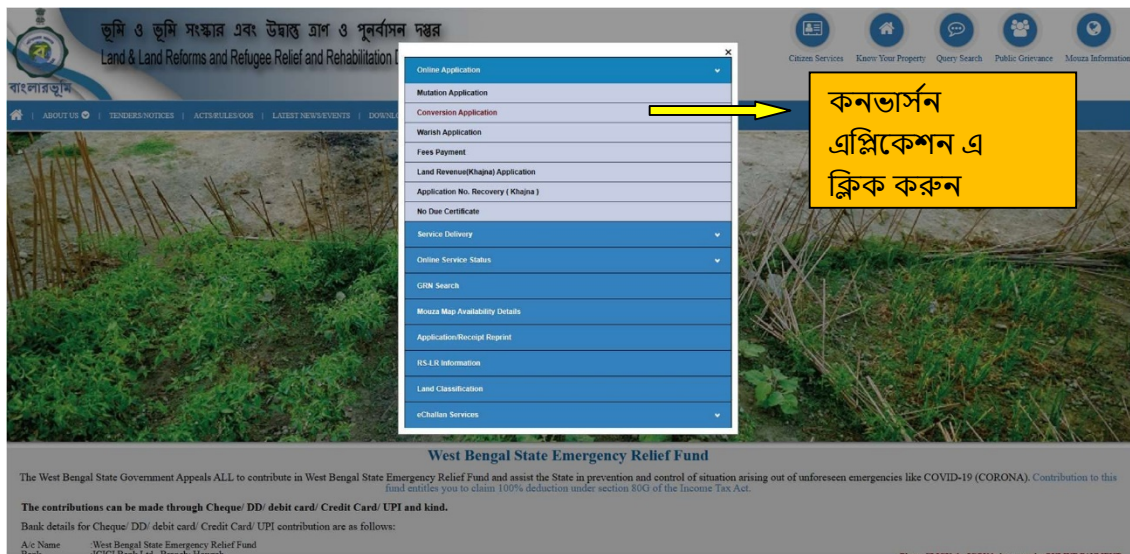 ভূমি ও ভূমি সংস্কার এবং উদ্বাস্তু ত্রাণ ও পুনর্বাসন দপ্তর
Land & Land Reforms and Refugee Relief and Rehabilitation
বাংলারভূমি
Citizen Services
Know Your Property
Query Search
Public Grievance
Mouza Information
ABOUT US | TENDERS/NOTICES | ACTS/RULES/GOS | LATEST NEWS/EVENTS |
×
Online Application
Mutation Application
Conversion Application
Warish Application
Fees Payment
Land Revenue(Khajna) Application
Application No. Recovery ( Khajna )
No Due Certificate
Service Delivery
Online Service Status
GRN Search
Mouza Map Availability Details
Application/Receipt Reprint
RS-LR Information
Land Classification
eChallan Services
কনভার্সন
এপ্লিকেশন এ
ক্লিক করুন
West Bengal State Emergency Relief Fund
The West Bengal State Government Appeals ALL to contribute in West Bengal State Emergency Relief Fund and assist the State in prevention and control of situation arising out of unforeseen emergencies like COVID-19 (CORONA). Contribution to this
fund entitles you to claim 100% deduction under section 80G of the Income Tax Act.
The contributions can be made through Cheque/ DD/ debit card/ Credit Card/ UPI and kind.
Bank details for Cheque/ DD/ debit card/ Credit Card/ UPI contribution are as follows:
A/c Name :West Bengal State Emergency Relief Fund